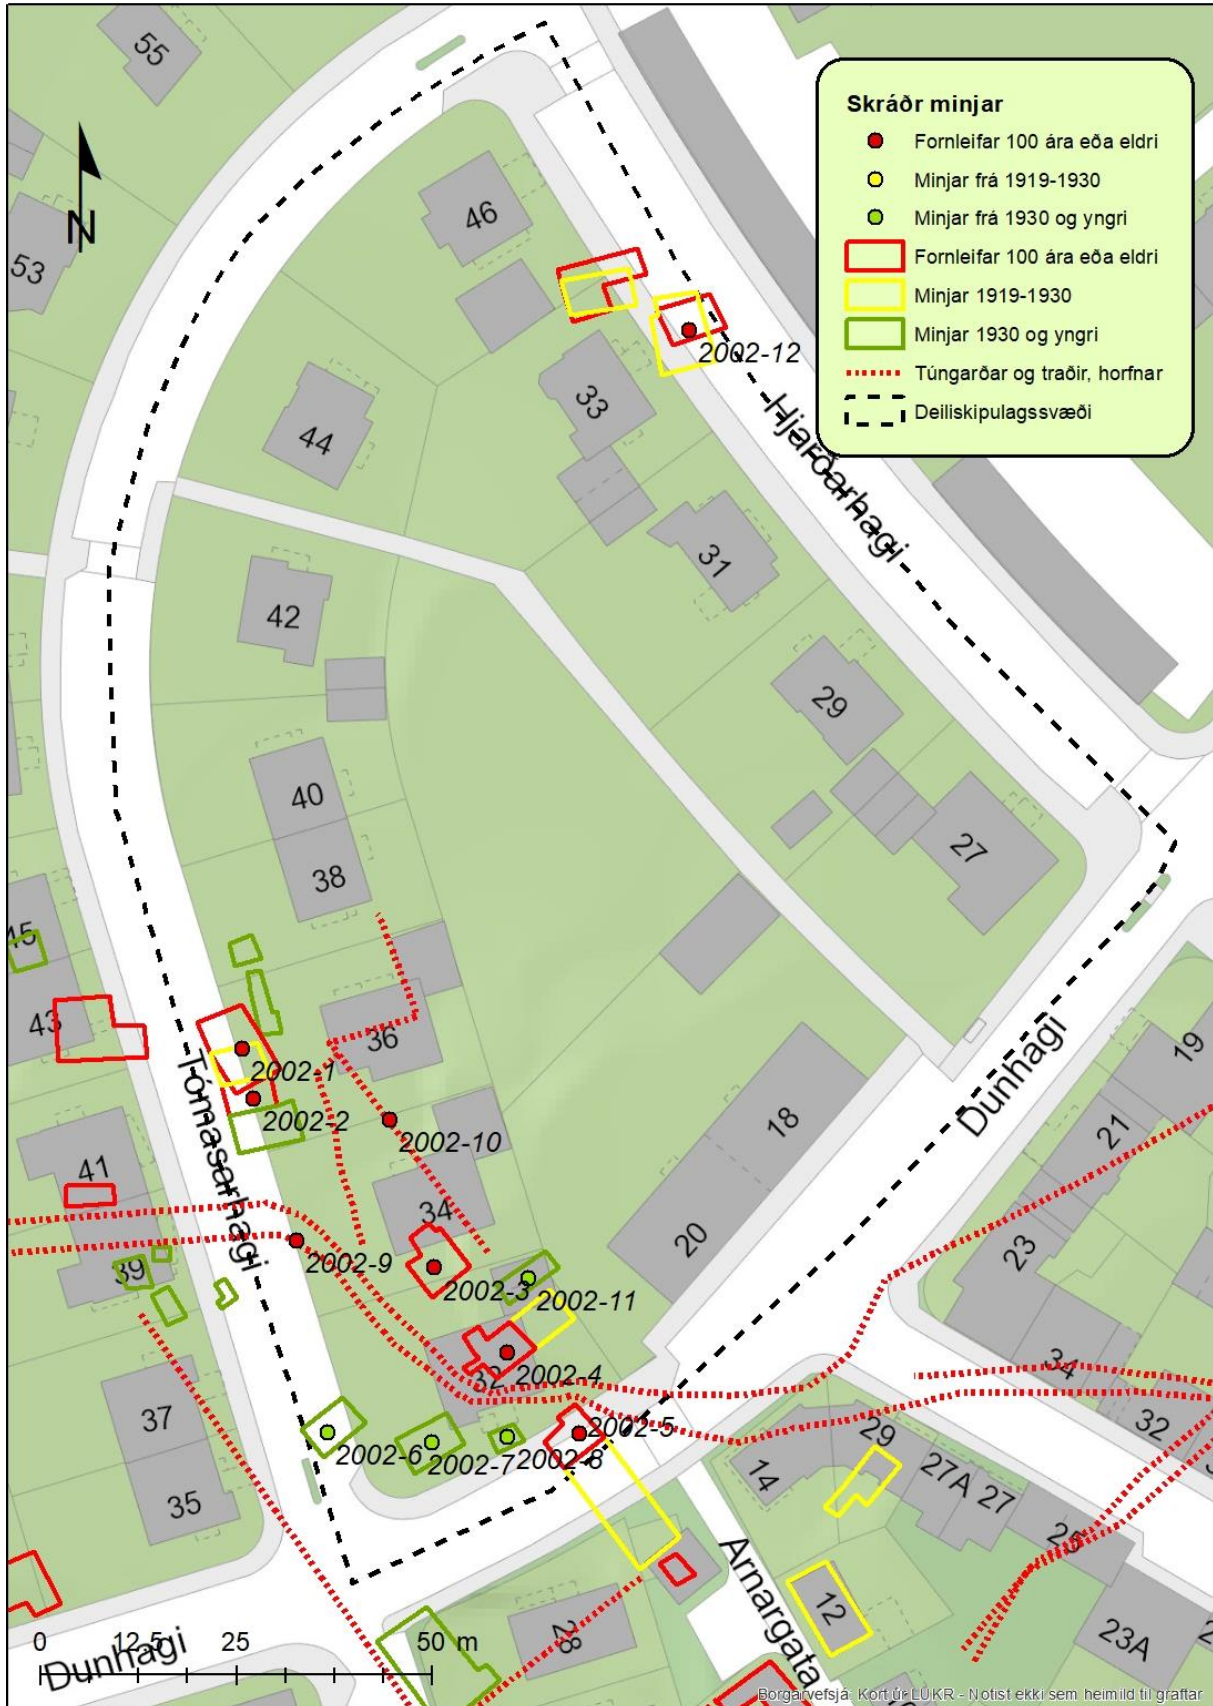 Skráðr minjar
Fornleifar 100 ára eða eldri
Minjar frá 1919-1930
Minjar frá 1930 og yngri
Fornleifar 100 ára eða eldri
Minjar 1919-1930
Minjar 1930 og yngri
Túngarðar og traðir, horfnar
Deiliskipulagssvæði
N
55
53
46
33
2002-12
44
Hjarðarhagi
31
42
29
40
38
27
45
43
36
2002-1
2002-2
2002-10
Tómasarhagi
18
Dunhagi
19
21
41
34
20
23
39
2002-9
2002-3
2002-11
32
2002-4
34
32
37
2002-5
2002-6
2002-7
2002-8
29
14
27A
27
25
35
Arnargata
12
28
23A
0
12,5
25
50 m
Dunhagi
Borgarvefsjá: Kort úr LÚKR - Notist ekki sem heimild til graftar